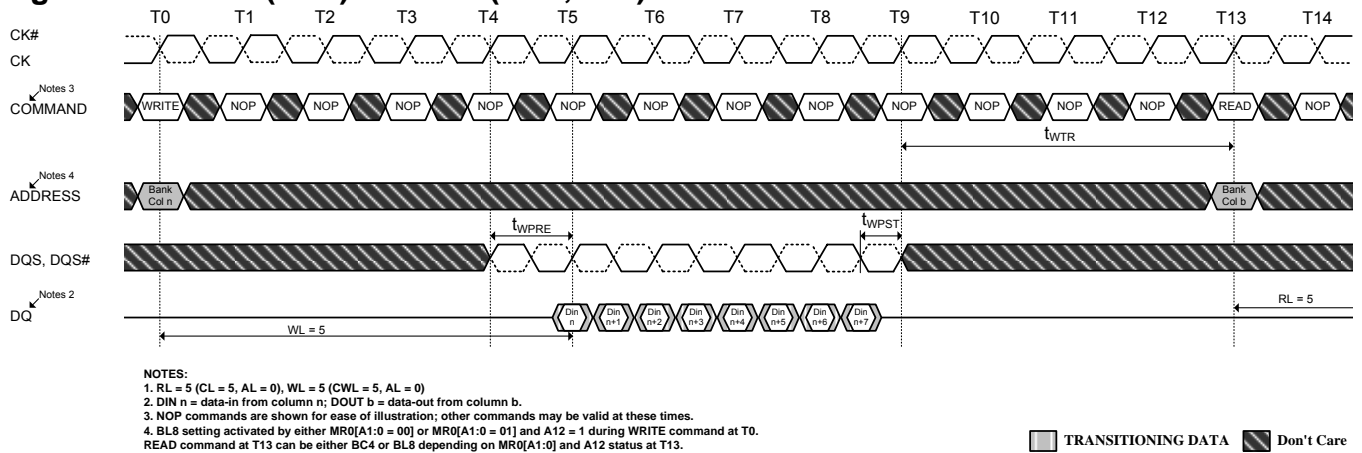 T0 T1 T2 T3 T4 T5 T6 T7 T8 T9 T10 T11 T12 T13 T14
CK#
CK
Notes 3
COMMAND
WRITE NOP NOP NOP NOP NOP NOP NOP NOP NOP NOP NOP NOP READ NOP
tWTR
Notes 4
ADDRESS
Bank
Col n
Bank
Col b
tWPRE
tWPST
DQS, DQS#
Notes 2
DQ
Din
n
Din
n+1
Din
n+2
Din
n+3
Din
n+4
Din
n+5
Din
n+6
Din
n+7
WL = 5
RL = 5
NOTES:
1. RL = 5 (CL = 5, AL = 0), WL = 5 (CWL = 5, AL = 0)
2. DIN n = data-in from column n; DOUT b = data-out from column b.
3. NOP commands are shown for ease of illustration; other commands may be valid at these times.
4. BL8 setting activated by either MR0[A1:0 = 00] or MR0[A1:0 = 01] and A12 = 1 during WRITE command at T0.
READ command at T13 can be either BC4 or BL8 depending on MR0[A1:0] and A12 status at T13.
TRANSITIONING DATA Don't Care